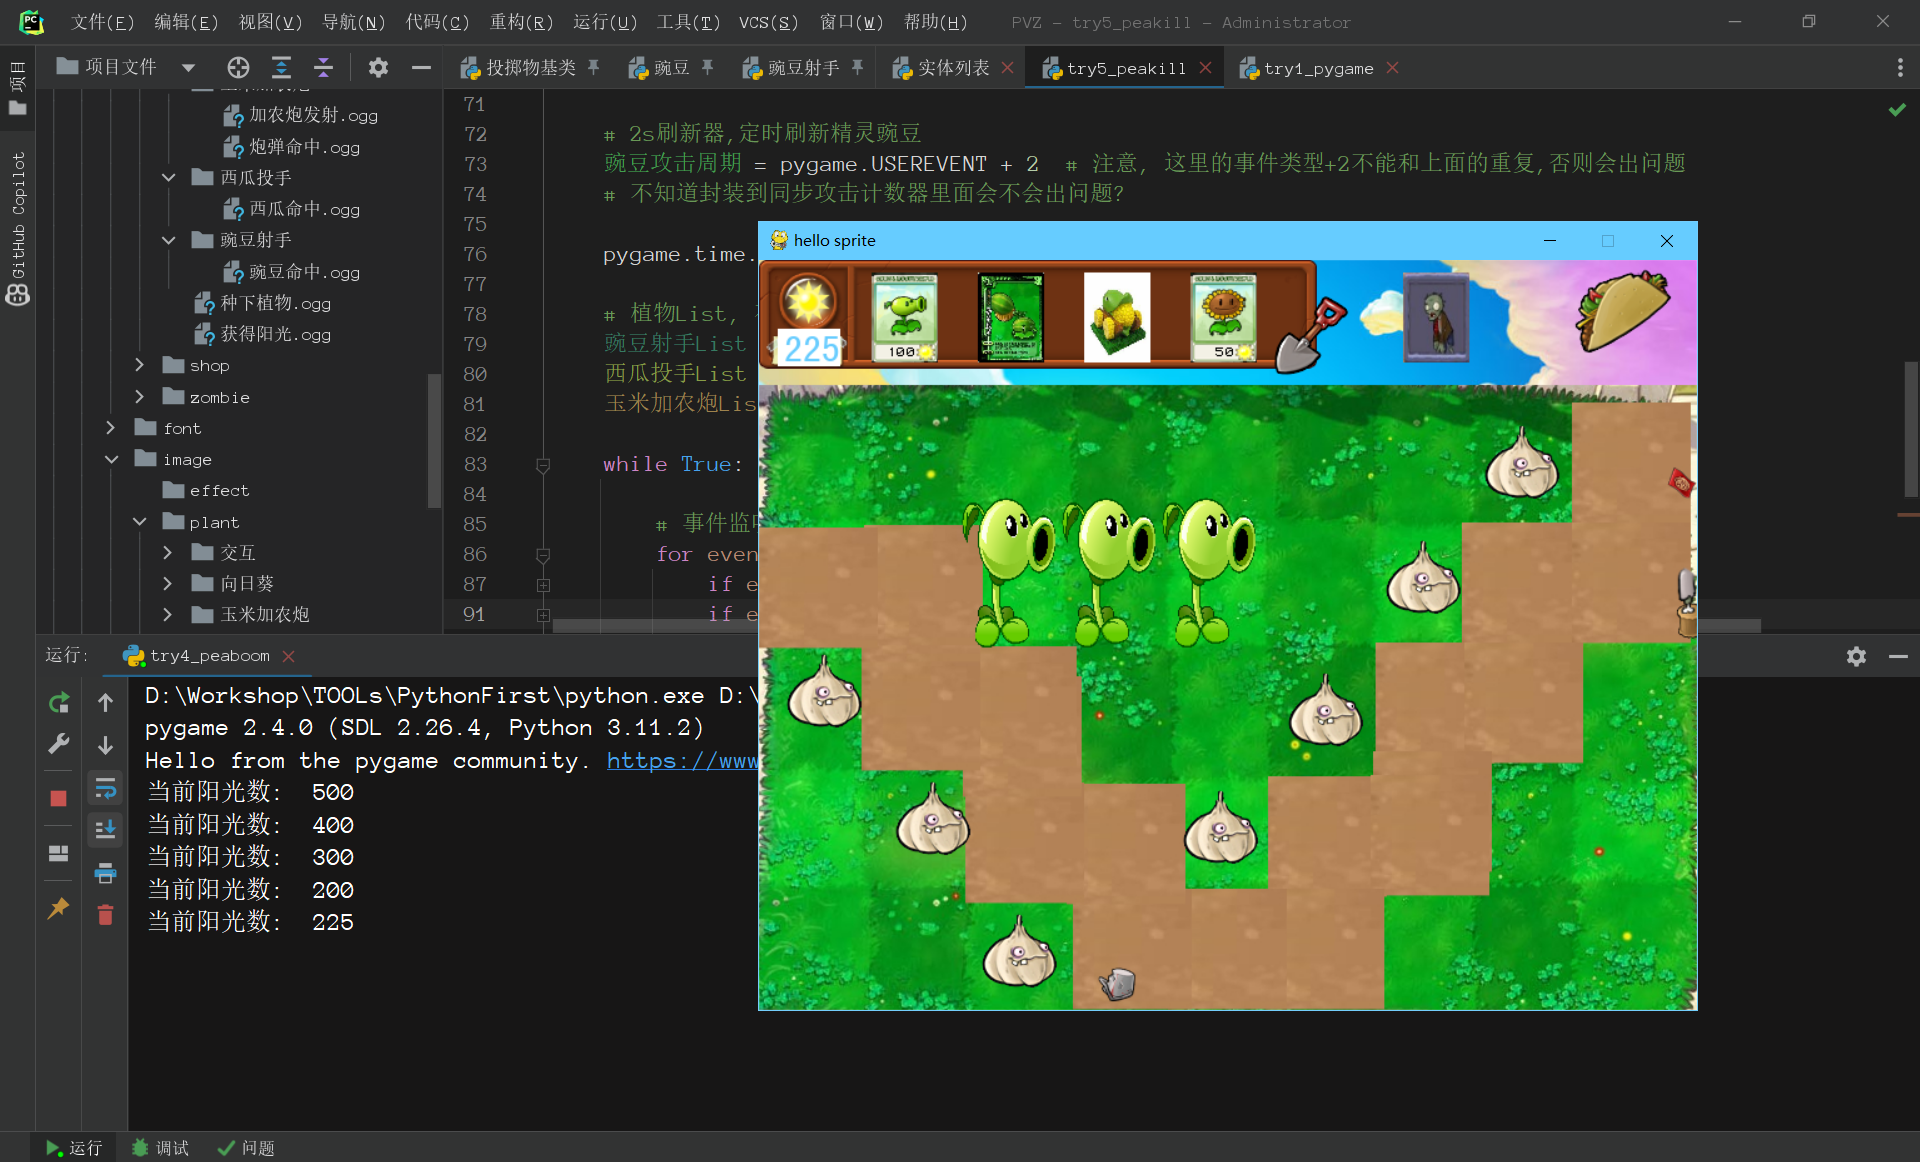 PC 文件(F) 编辑(E) 视图(V) 导航(N) 代码(C) 重构(R) 运行(U) 工具(T) VCS(S) 窗口(W) 帮助(H) PVZ - try5_peakill - Administrator
项目
GitHub Copilot
项目文件
投掷物基类 豌豆 豌豆射手 实体列表 try5_peakill try1_pygame
加农炮发射.ogg
炮弹命中.ogg
西瓜投手
西瓜命中.ogg
豌豆射手
豌豆命中.ogg
种下植物.ogg
获得阳光.ogg
shop
zombie
font
image
effect
plant
交互
向日葵
玉米加农炮
71
72 # 2s刷新器,定时刷新精灵豌豆
73 豌豆攻击周期 = pygame.USEREVENT + 2 # 注意, 这里的事件类型+2不能和上面的重复,否则会出问题
74 # 不知道封装到同步攻击计数器里面会不会出问题?
75
76 pygame.time.
77
78 # 植物List,
79 豌豆射手List
80 西瓜投手List
81 玉米加农炮Lis
82
83 while True:
84
85 # 事件监
86 for even
87 if e
91 if e
hello sprite
225
100
50
运行: try4_peaboom
D:\Workshop\TOOLs\PythonFirst\python.exe D:\
pygame 2.4.0 (SDL 2.26.4, Python 3.11.2)
Hello from the pygame community. https://www
当前阳光数: 500
当前阳光数: 400
当前阳光数: 300
当前阳光数: 200
当前阳光数: 225
运行 调试 问题